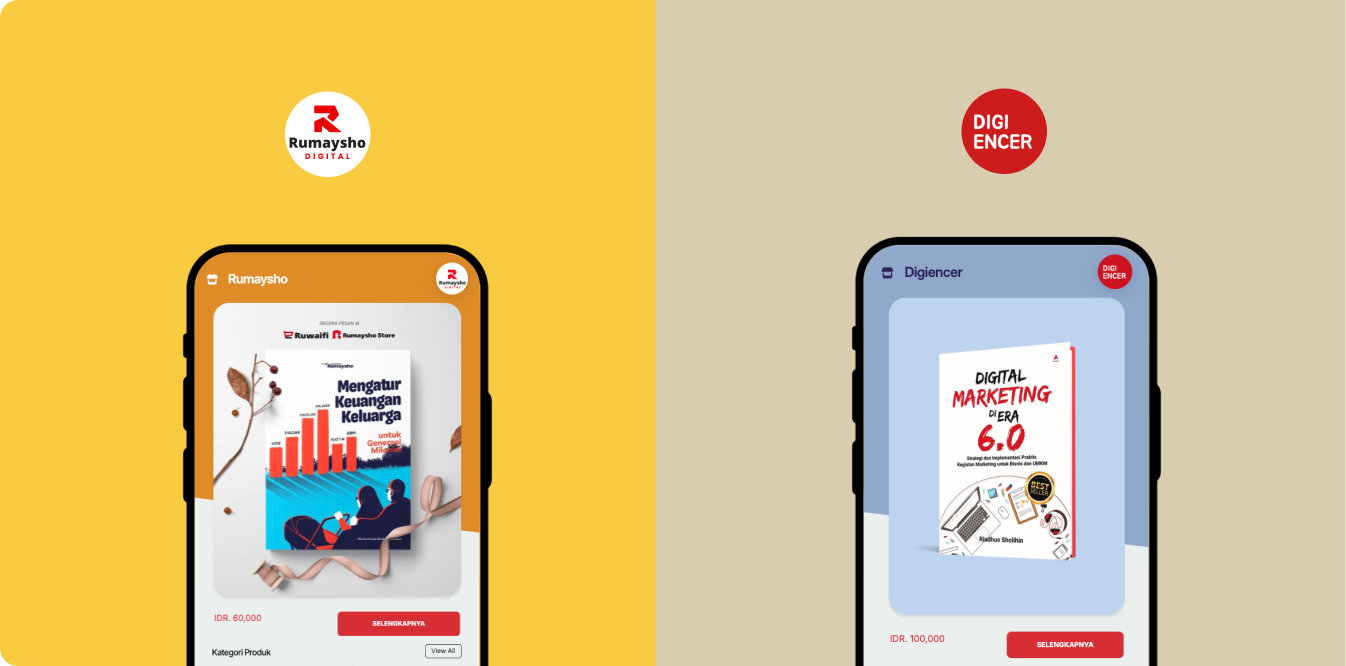 Rumaysho
DIGITAL
Rumaysho
Rumaysho
DIGITAL
SEGERA PESAN di
Ruwaifi Rumaysho Store
Rumaysho
Mengatur
Keuangan
Keluarga
untuk
Generasi
IDR. 60,000
SELENGKAPNYA
Kategori Produk
View All
DIGI
ENCER
Digiencer
DIGI
ENCER
DIGITAL
MARKETING
DI ERA
6.0
Strategi dan Implementasi Praktis
Kegiatan Marketing untuk Bisnis dan UMKM
BEST
SELLER
Riadhus Sholihin
IDR. 100,000
SELENGKAPNYA